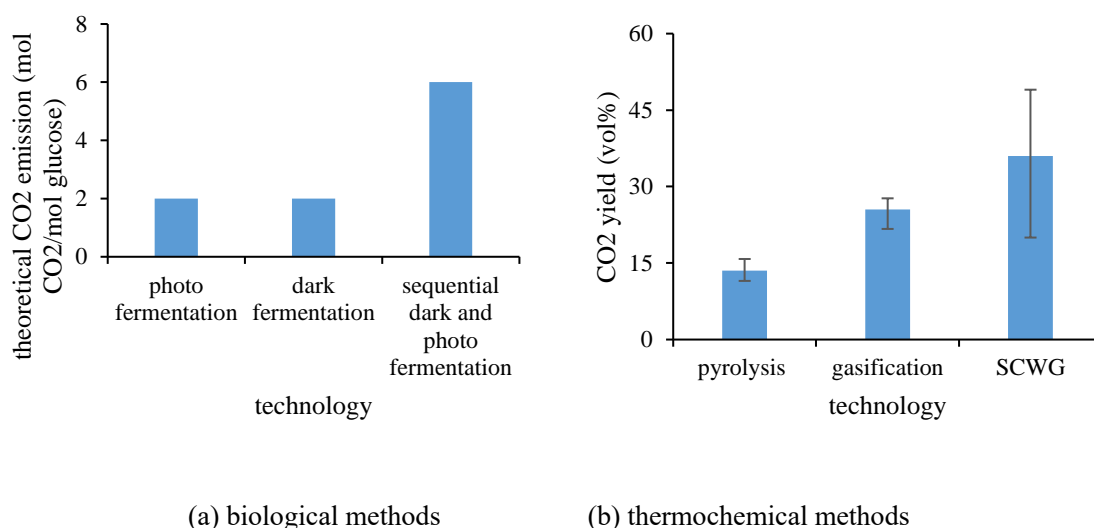 theoretical CO2 emission (mol
CO2/mol glucose)
8
6
4
2
0
photo
fermentation
dark
fermentation
sequential
dark and
photo
fermentation
technology
CO2 yield (vol%)
60
45
30
15
0
pyrolysis
gasification
SCWG
technology
(a) biological methods
(b) thermochemical methods